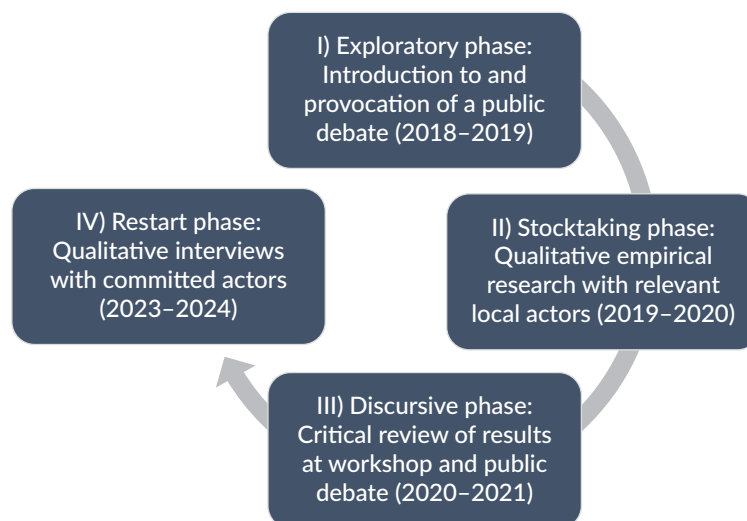 I) Exploratory phase:
Introduction to and
provocation of a public
debate (2018–2019)
II) Stocktaking phase:
Qualitative empirical
research with relevant
local actors (2019–2020)
III) Discursive phase:
Critical review of results
at workshop and public
debate (2020–2021)
IV) Restart phase:
Qualitative interviews
with committed actors
(2023–2024)